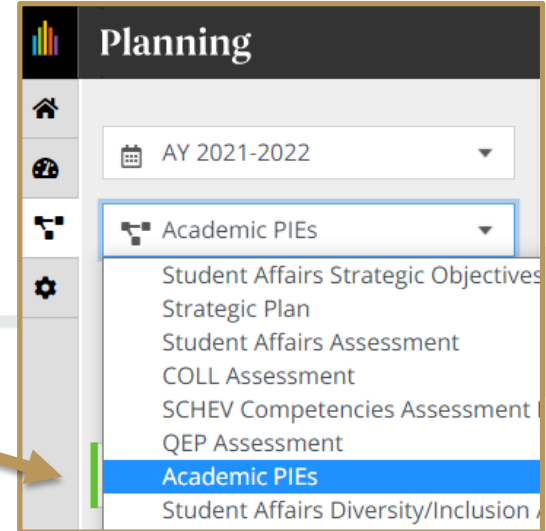 Planning
AY 2021-2022
Academic PIEs
Student Affairs Strategic Objectives
Strategic Plan
Student Affairs Assessment
COLL Assessment
SCHEV Competencies Assessment
QEP Assessment
Academic PIEs
Student Affairs Diversity/Inclusion